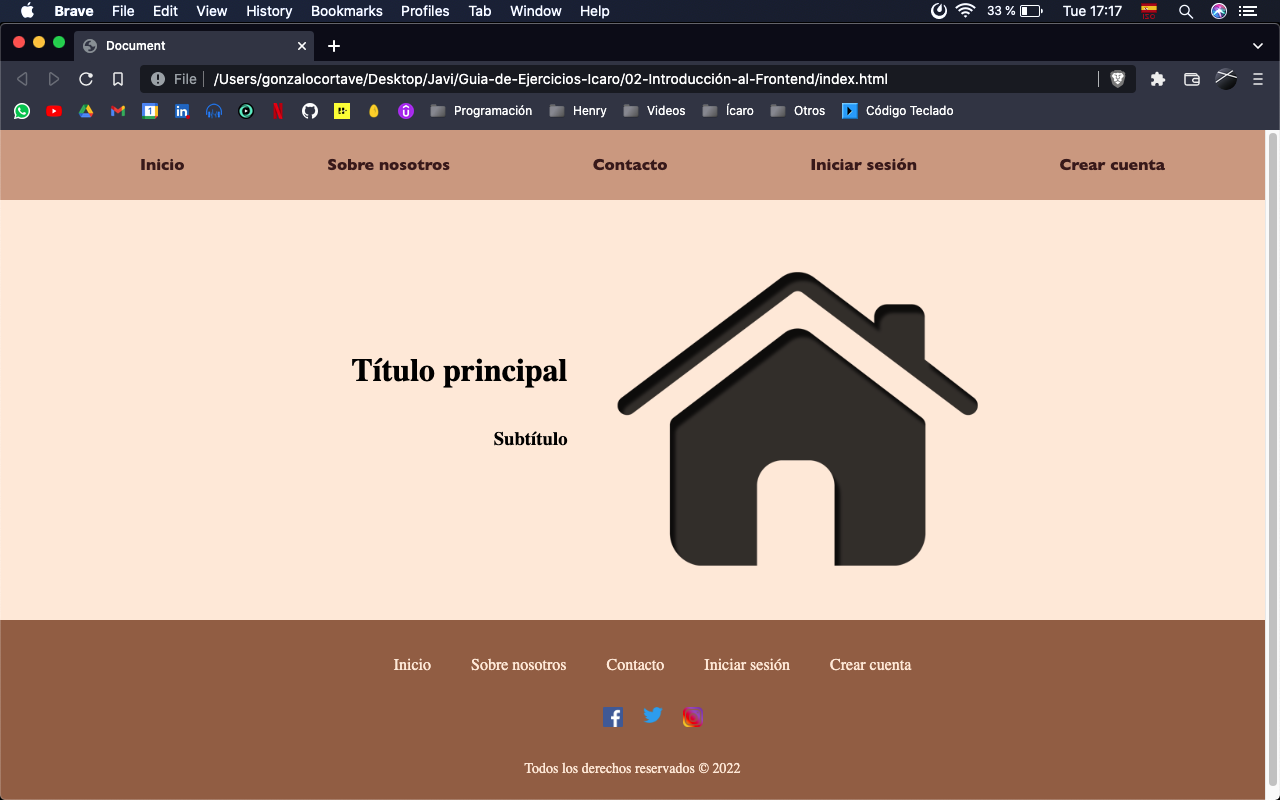 Brave File Edit View History Bookmarks Profiles Tab Window Help 33 % Tue 17:17
Document
File /Users/gonzalocortave/Desktop/Javi/Guia-de-Ejercicios-Icaro/02-Introducción-al-Frontend/index.html
Programación Henry Videos Ícaro Otros Código Teclado
Inicio Sobre nosotros Contacto Iniciar sesión Crear cuenta
Título principal
Subtítulo
Inicio Sobre nosotros Contacto Iniciar sesión Crear cuenta
Todos los derechos reservados © 2022